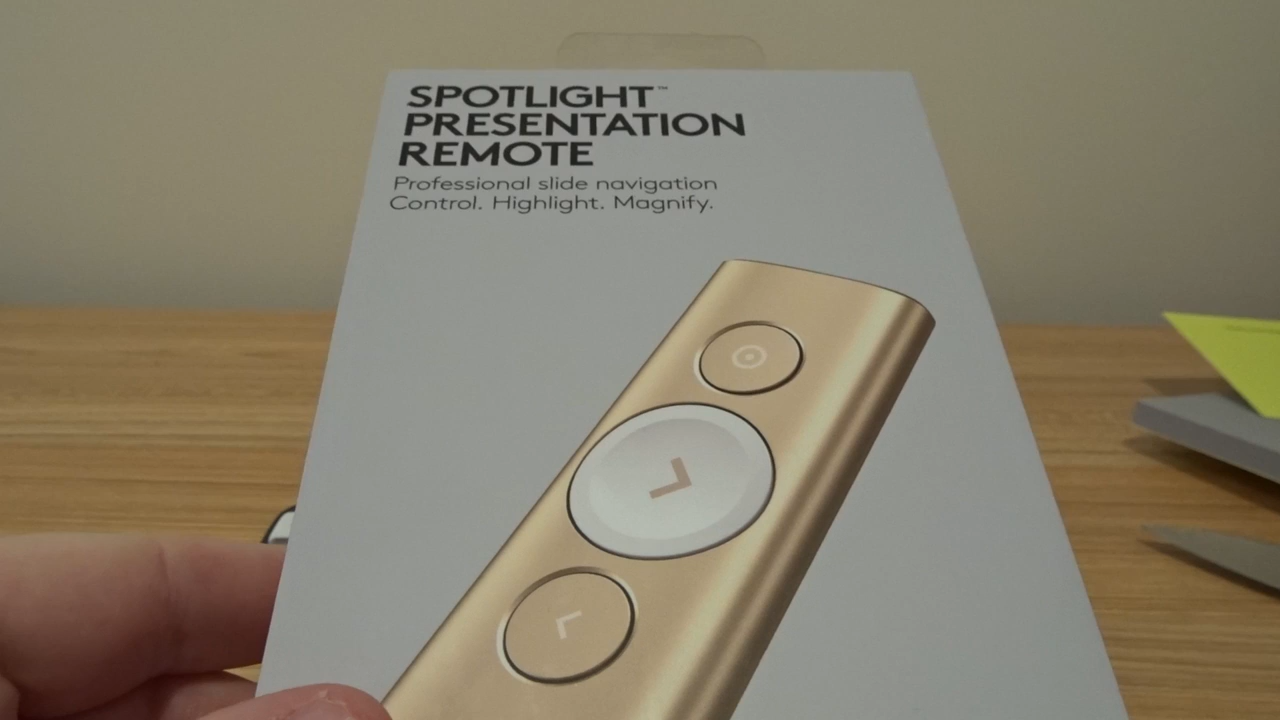 SPOTLIGHT™
PRESENTATION
REMOTE
Professional slide navigation
Control. Highlight. Magnify.